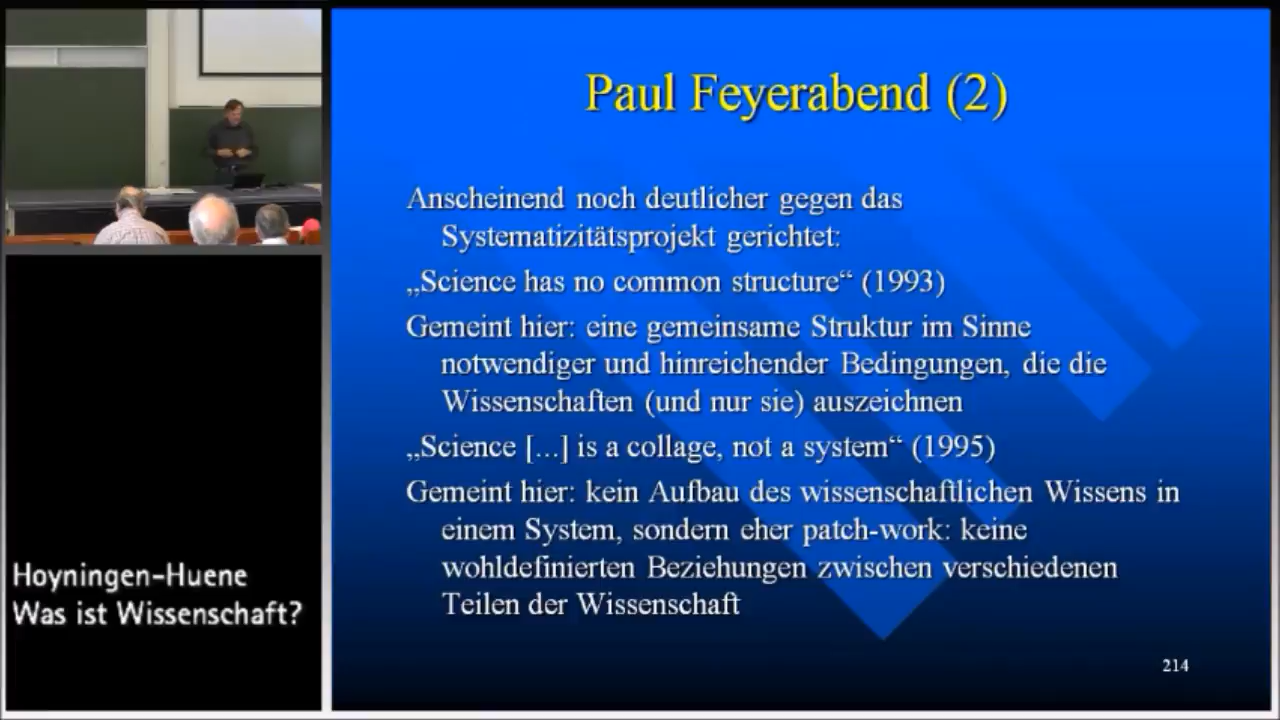 Paul Feyerabend (2)
Anscheinend noch deutlicher gegen das
Systematizitätsprojekt gerichtet:
„Science has no common structure“ (1993)
Gemeint hier: eine gemeinsame Struktur im Sinne
notwendiger und hinreichender Bedingungen, die die
Wissenschaften (und nur sie) auszeichnen
„Science [...] is a collage, not a system“ (1995)
Gemeint hier: kein Aufbau des wissenschaftlichen Wissens in
einem System, sondern eher patch-work: keine
wohldefinierten Beziehungen zwischen verschiedenen
Teilen der Wissenschaft
214
Hoyningen-Huene
Was ist Wissenschaft?